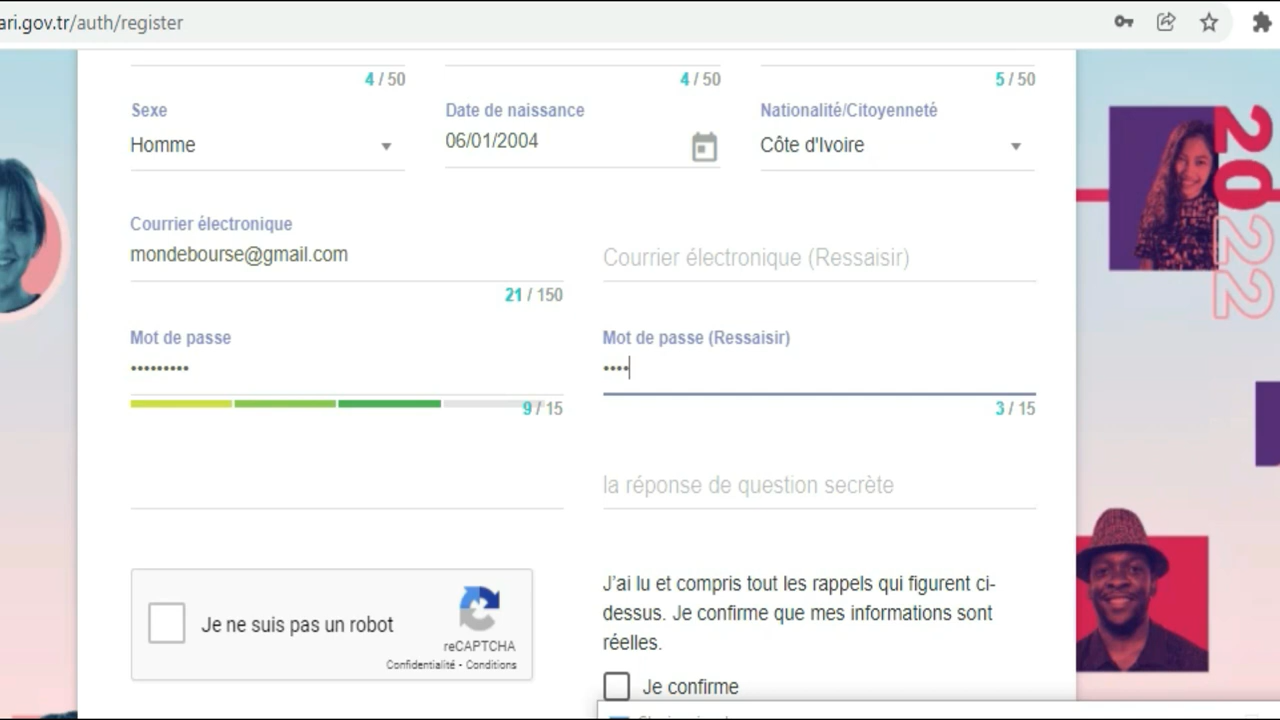 ari.gov.tr/auth/register
4 / 50
4 / 50
5 / 50
Sexe
Date de naissance
Nationalité/Citoyenneté
Homme
06/01/2004
Côte d'Ivoire
2022
Courrier électronique
mondebourse@gmail.com
Courrier électronique (Ressaisir)
21 / 150
Mot de passe
Mot de passe (Ressaisir)
•••••••••
••••
9 / 15
3 / 15
la réponse de question secrète
Je ne suis pas un robot
reCAPTCHA
Confidentialité - Conditions
J'ai lu et compris tout les rappels qui figurent ci-
dessus. Je confirme que mes informations sont
réelles.
Je confirme